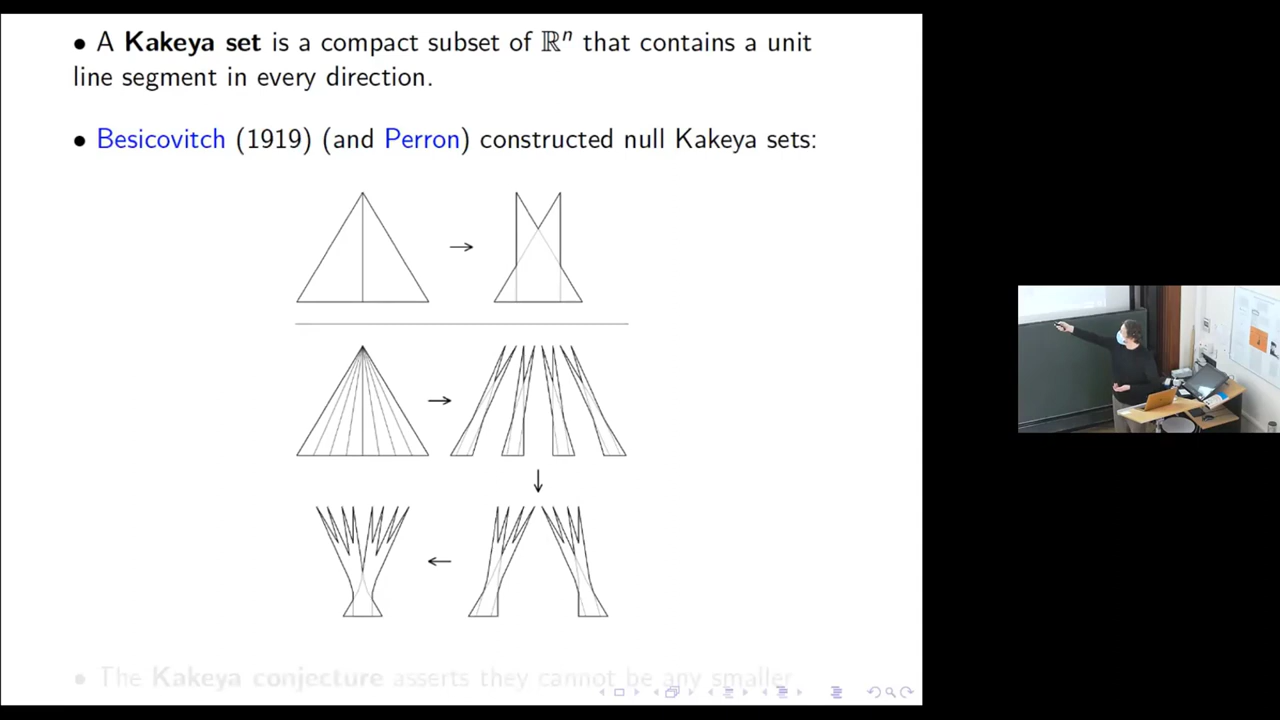 • A Kakeya set is a compact subset of ℝⁿ that contains a unit
line segment in every direction.
• Besicovitch (1919) (and Perron) constructed null Kakeya sets:
• The Kakeya conjecture asserts they cannot be any smaller